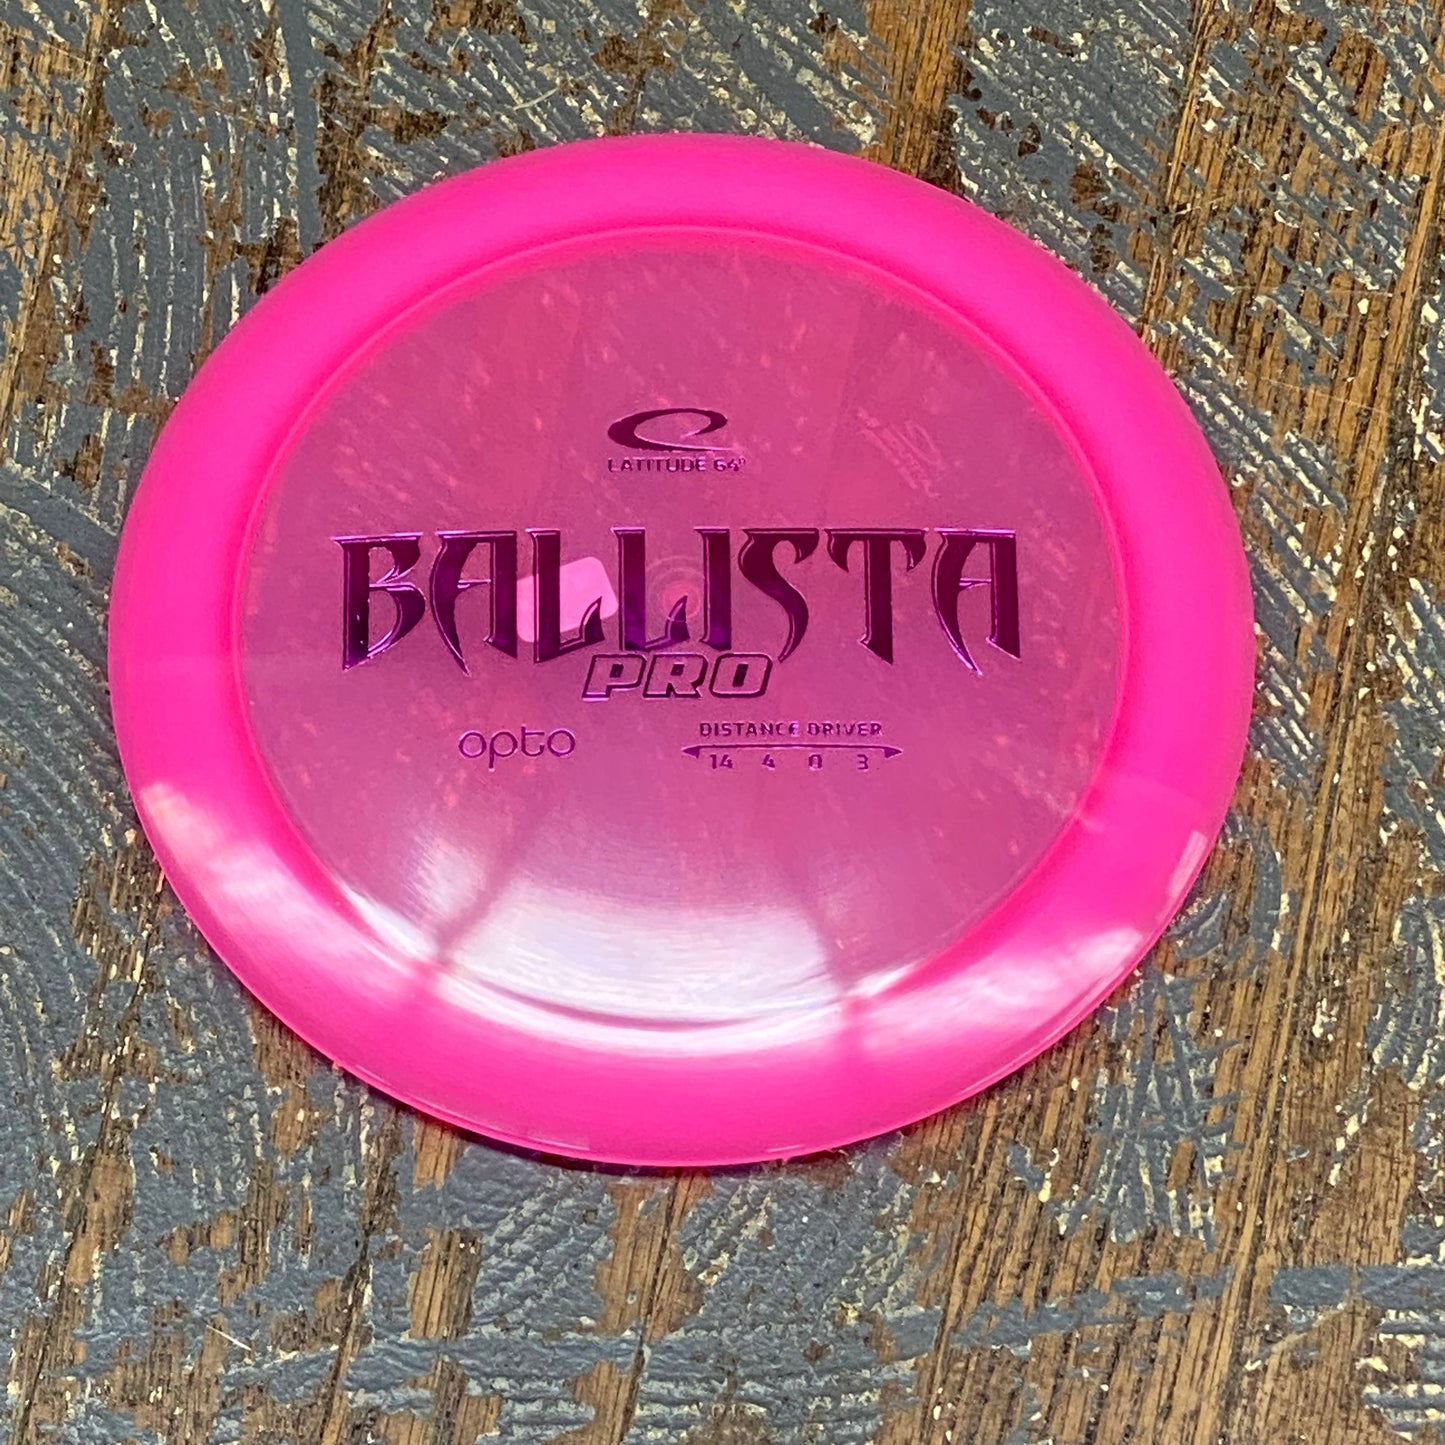 LATITUDE 64°
BALLISTA
PRO
opto
DISTANCE DRIVER
14 4 0 3